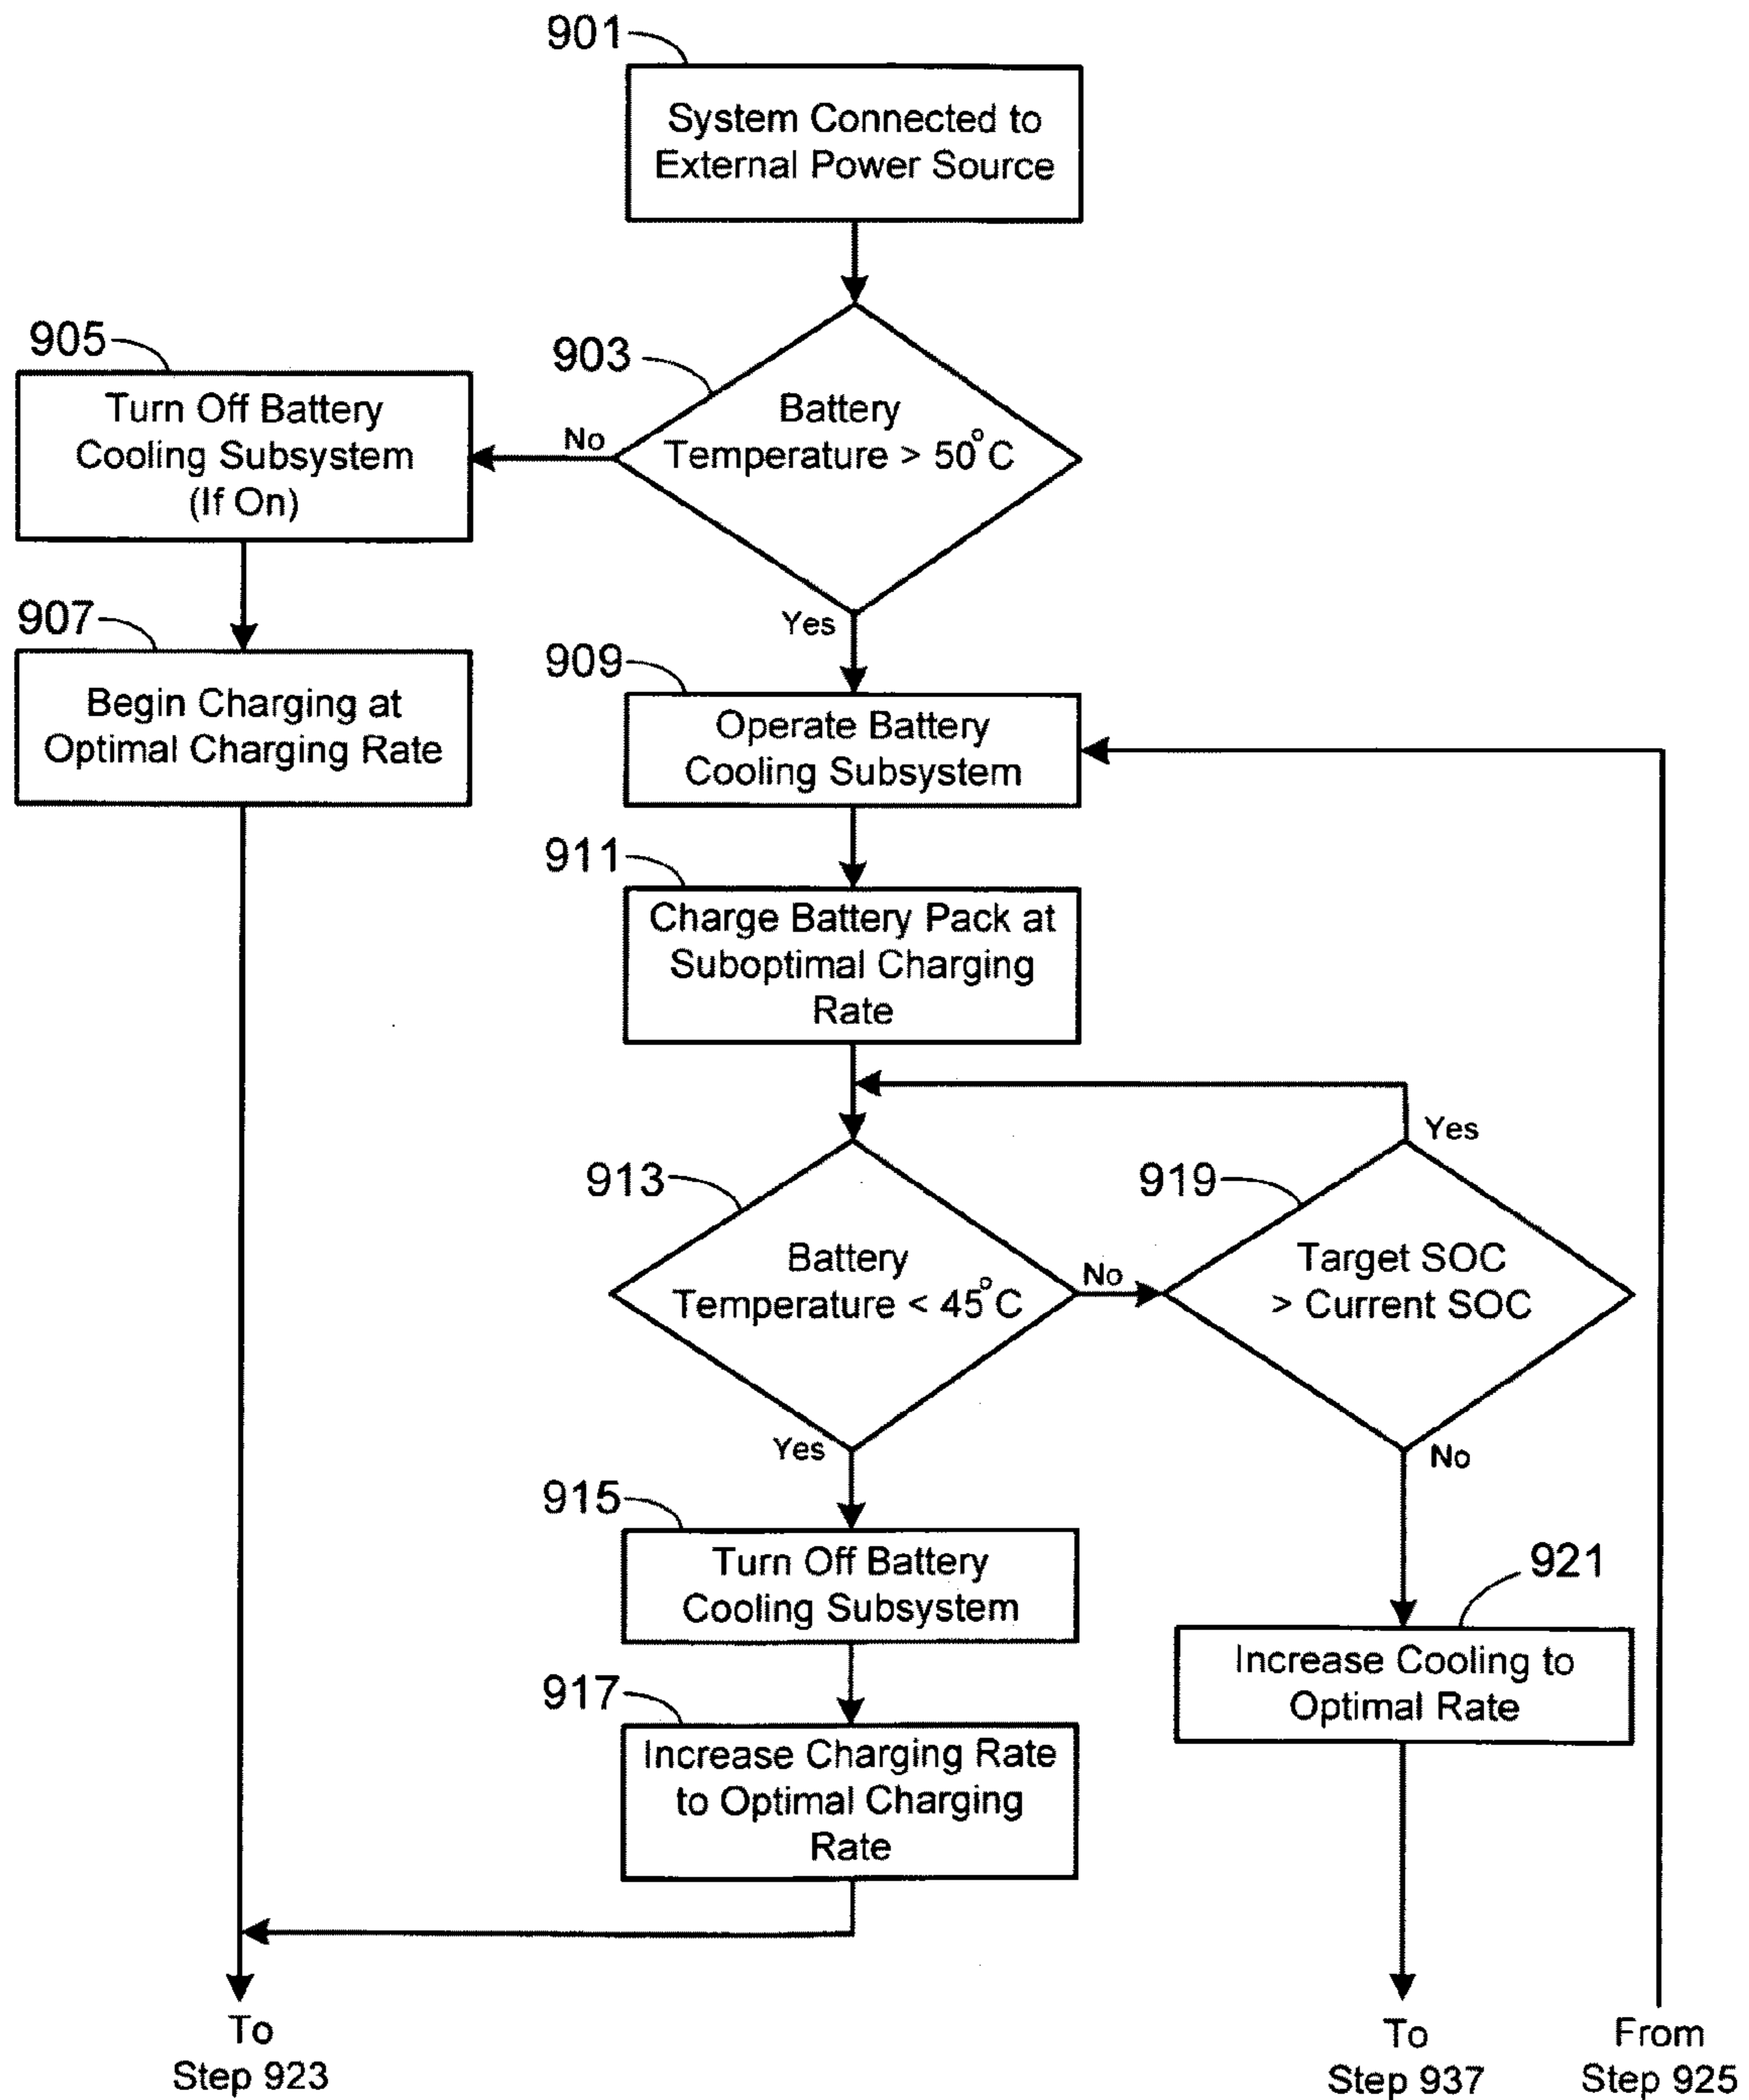 901
System Connected to
External Power Source
903
Battery
Temperature > 50°C
No
Yes
905
Turn Off Battery
Cooling Subsystem
(If On)
907
Begin Charging at
Optimal Charging Rate
909
Operate Battery
Cooling Subsystem
911
Charge Battery Pack at
Suboptimal Charging
Rate
913
Battery
Temperature < 45°C
No
Yes
919
Target SOC
> Current SOC
Yes
No
915
Turn Off Battery
Cooling Subsystem
917
Increase Charging Rate
to Optimal Charging
Rate
921
Increase Cooling to
Optimal Rate
To
Step 923
To
Step 937
From
Step 925